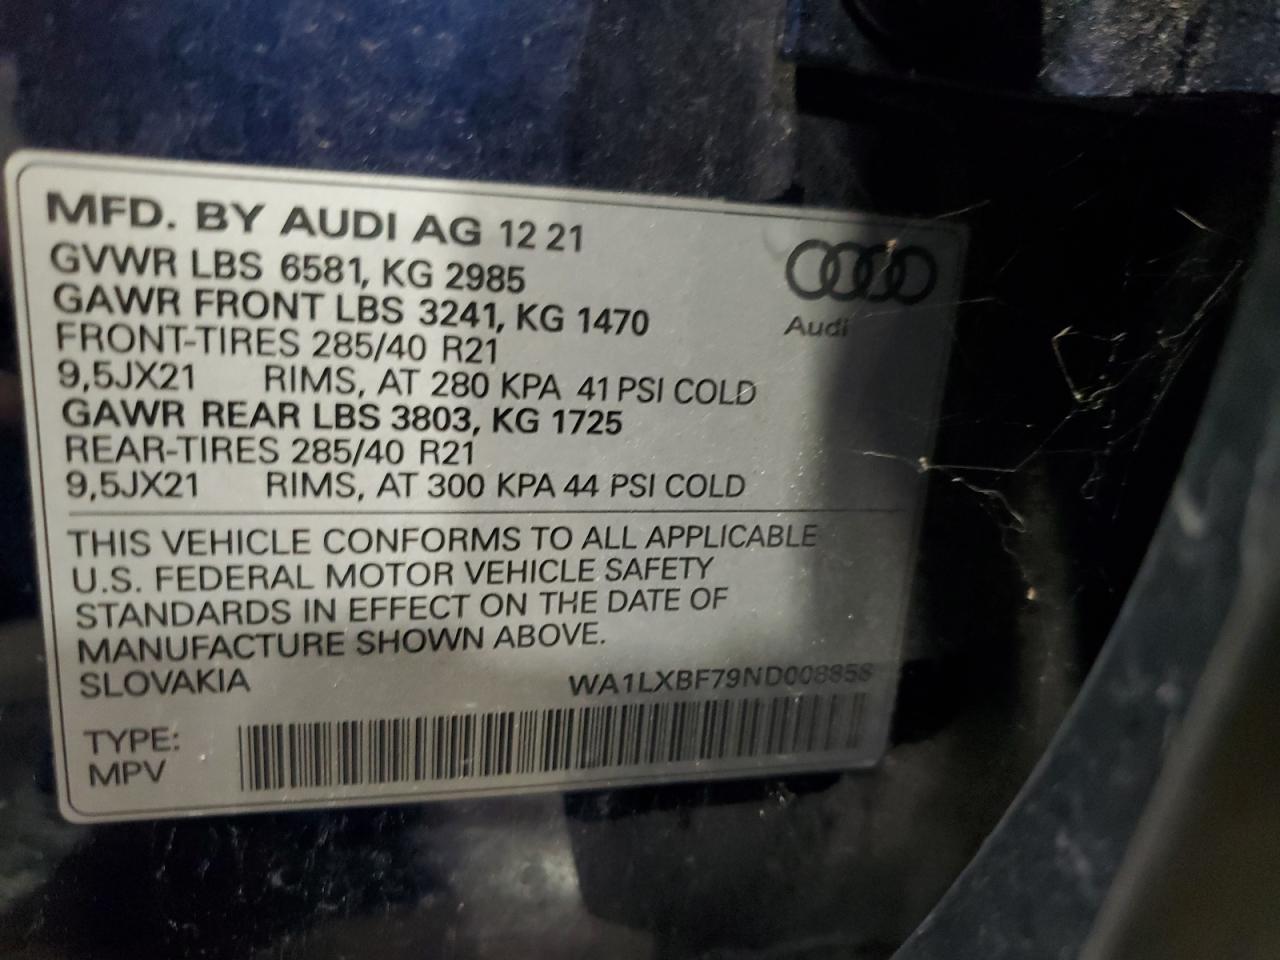 MFD. BY AUDI AG 12 21
GVWR LBS 6581, KG 2985
GAWR FRONT LBS 3241, KG 1470
FRONT-TIRES 285/40 R21
9,5JX21 RIMS, AT 280 KPA 41 PSI COLD
GAWR REAR LBS 3803, KG 1725
REAR-TIRES 285/40 R21
9,5JX21 RIMS, AT 300 KPA 44 PSI COLD
Audi
THIS VEHICLE CONFORMS TO ALL APPLICABLE
U.S. FEDERAL MOTOR VEHICLE SAFETY
STANDARDS IN EFFECT ON THE DATE OF
MANUFACTURE SHOWN ABOVE.
SLOVAKIA WA1LXBF79ND008858
TYPE:
MPV